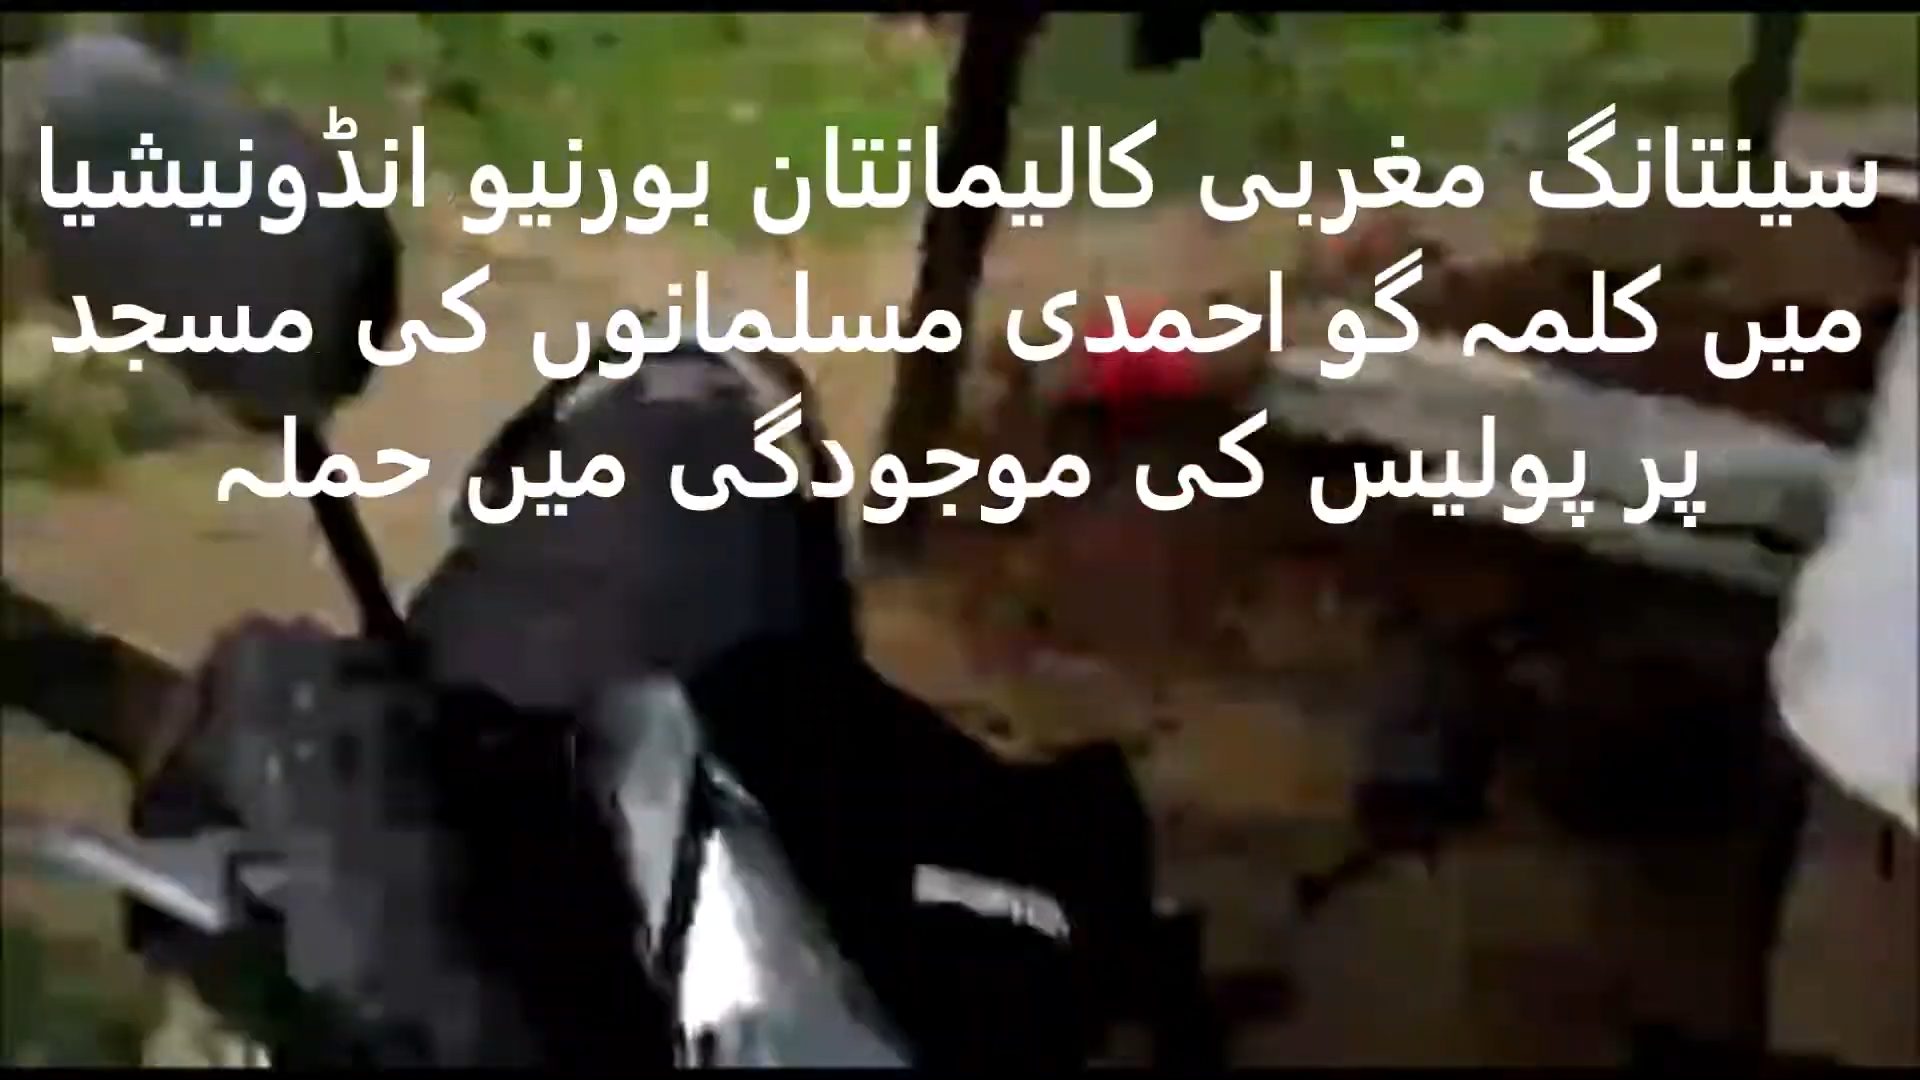 سینتانگ مغربی کالیمانتان بورنیو انڈونیشیا
میں کلمہ گو احمدی مسلمانوں کی مسجد
پر پولیس کی موجودگی میں حملہ